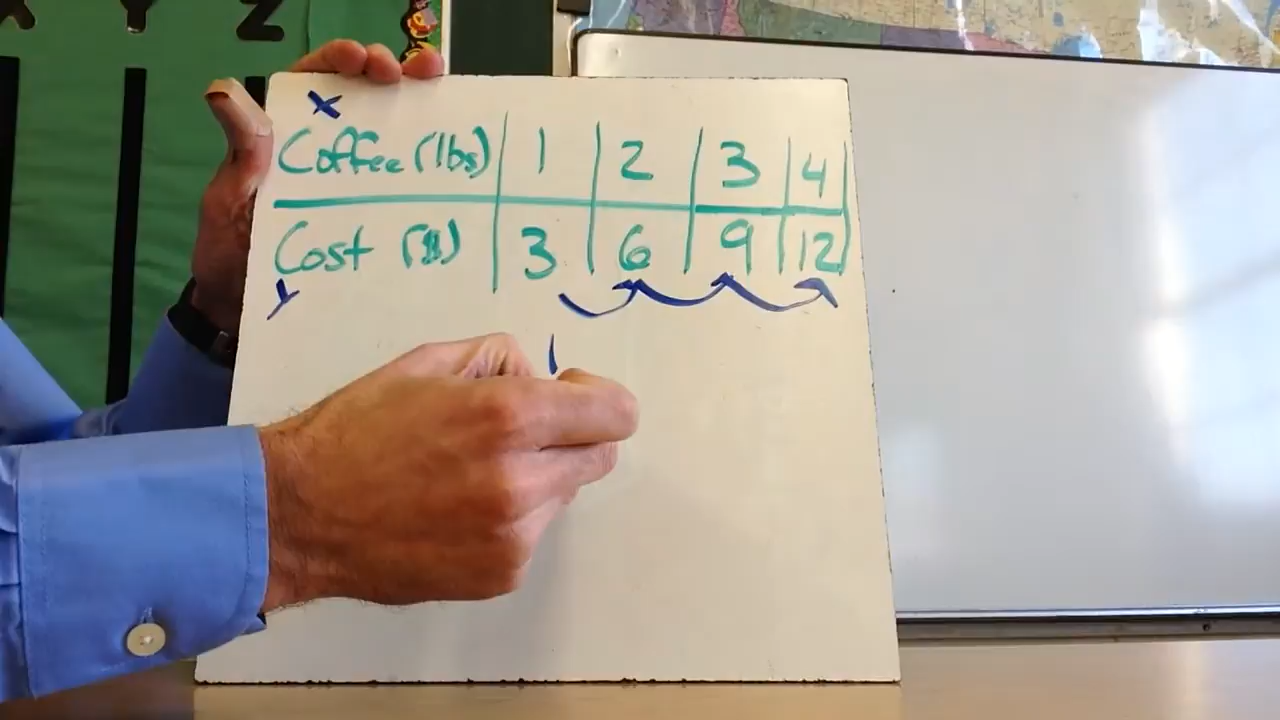 X Y Z
x
Coffee (lbs) 1 2 3 4
Cost ($) 3 6 9 12
y